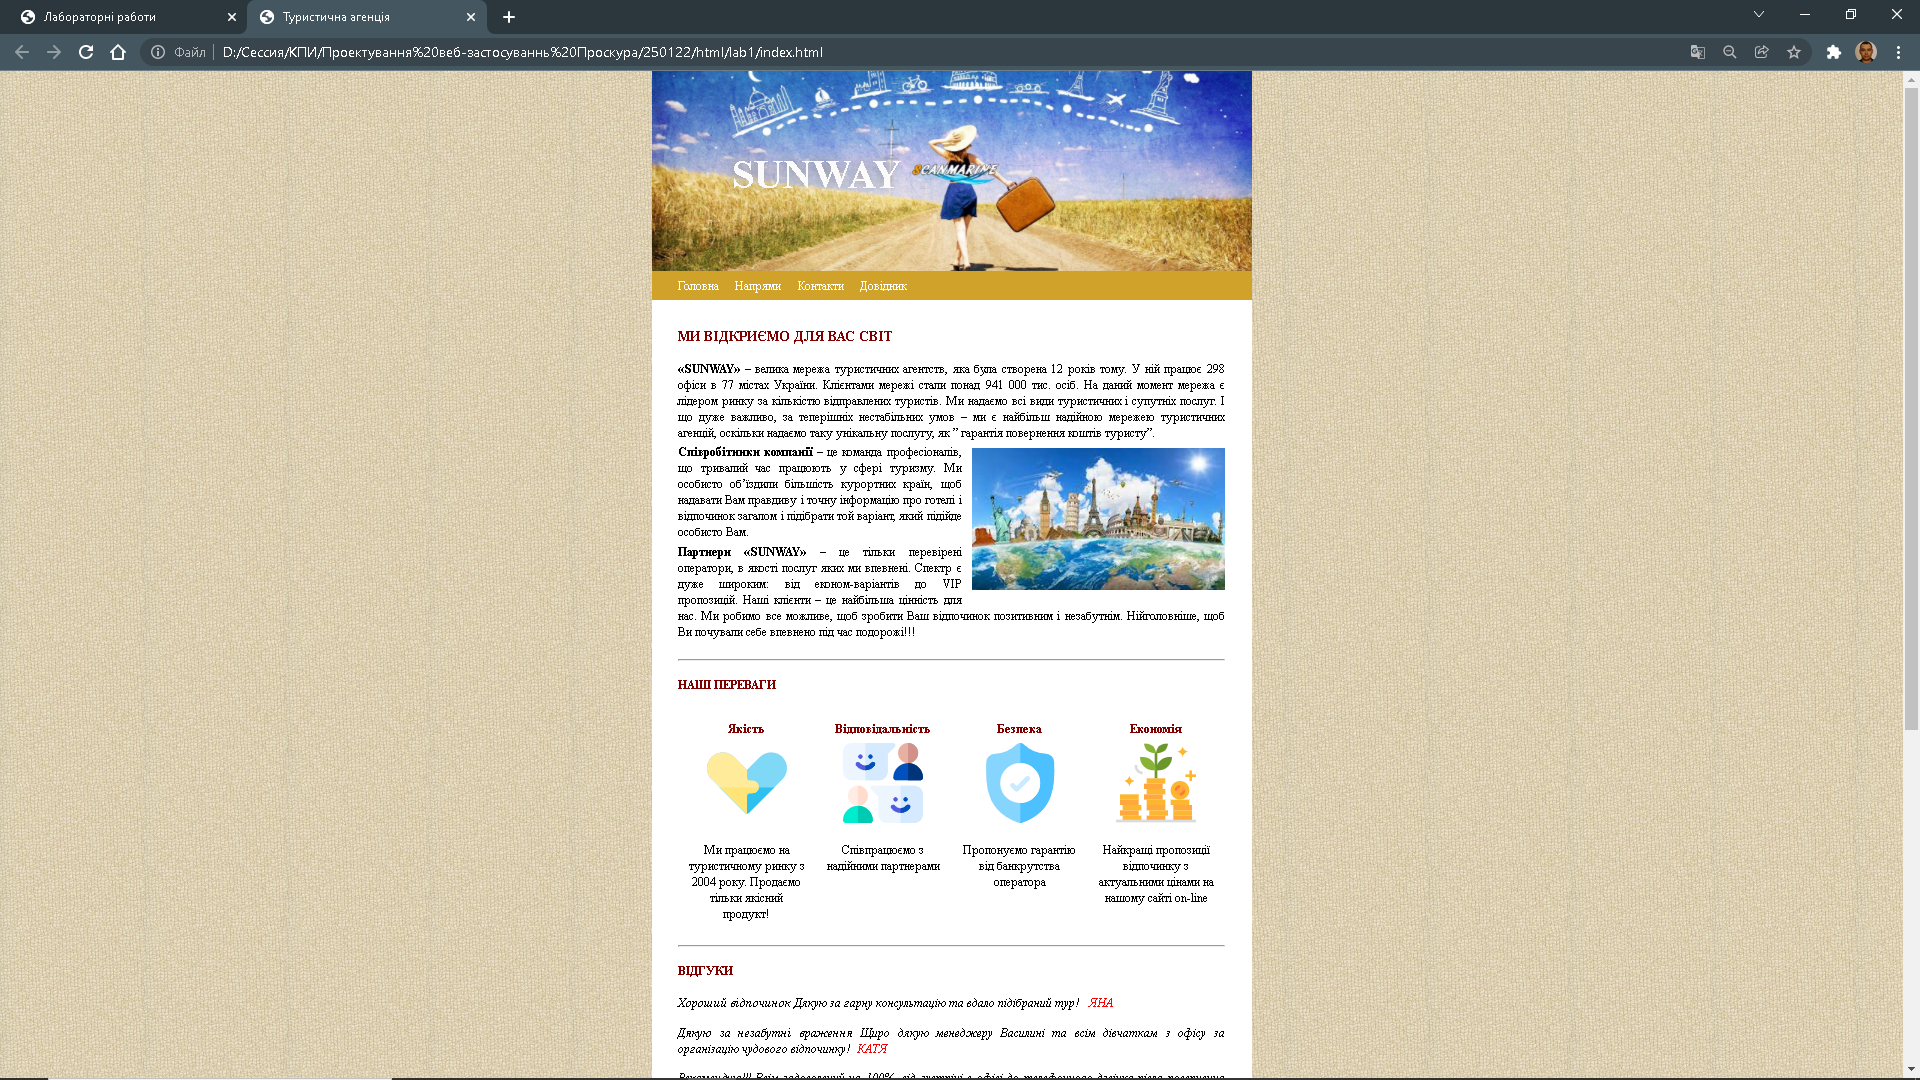 Лабораторні работи
Туристична агенція
Файл
D:/Сессия/КПИ/Проектування%20веб-застосуваннь%20Проскура/250122/html/lab1/index.html
SUNWAY
SCANMARINE
Головна Напрями Контакти Довідник
МИ ВІДКРИЄМО ДЛЯ ВАС СВІТ
«SUNWAY» – велика мережа туристичних агентств, яка була створена 12 років тому. У ній працює 298
офіси в 77 містах України. Клієнтами мережі стали понад 941 000 тис. осіб. На даний момент мережа є
лідером ринку за кількістю відправлених туристів. Ми надаємо всі види туристичних і супутніх послуг. І
що дуже важливо, за теперішніх нестабільних умов – ми є найбільш надійною мережею туристичних
агенцій, оскільки надаємо таку унікальну послугу, як ” гарантія повернення коштів туристу”.
Співробітники компанії – це команда професіоналів,
що тривалий час працюють у сфері туризму. Ми
особисто об’їздили більшість курортних країн, щоб
надавати Вам правдиву і точну інформацію про готелі і
відпочинок загалом і підібрати той варіант, який підійде
особисто Вам.
Партнери «SUNWAY» – це тільки перевірені
оператори, в якості послуг яких ми впевнені. Спектр є
дуже широким: від економ-варіантів до VIP
пропозицій. Наші клієнти – це найбільша цінність для
нас. Ми робимо все можливе, щоб зробити Ваш відпочинок позитивним і незабутнім. Нійголовніше, щоб
Ви почували себе впевнено під час подорожі!!!
НАШІ ПЕРЕВАГИ
Якість
Ми працюємо на
туристичному ринку з
2004 року. Продаємо
тільки якісний
продукт!
Відповідальність
Співпрацюємо з
надійними партнерами
Безпека
Пропонуємо гарантію
від банкрутства
оператора
Економія
Найкращі пропозиції
відпочинку з
актуальними цінами на
нашому сайті on-line
ВІДГУКИ
Хороший відпочинок Дякую за гарну консультацію та вдало підібраний тур! ЯНА
Дякую за незабутні враження Щиро дякую менеджеру Василині та всім дівчаткам з офісу за
організацію чудового відпочинку! КАТЯ